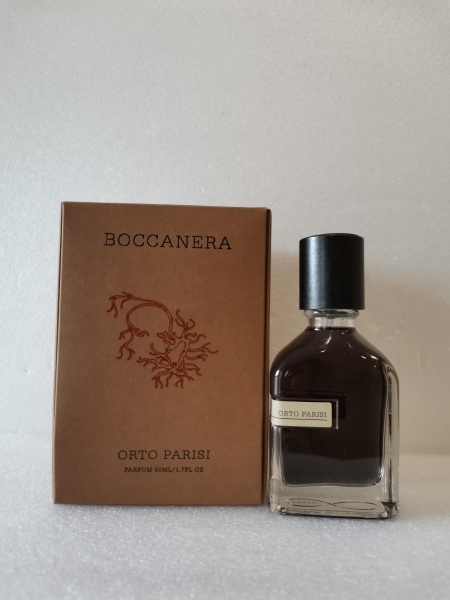 BOCCANERA
ORTO PARISI
PARFUM 50ML/1.7FL OZ
ORTO PARISI